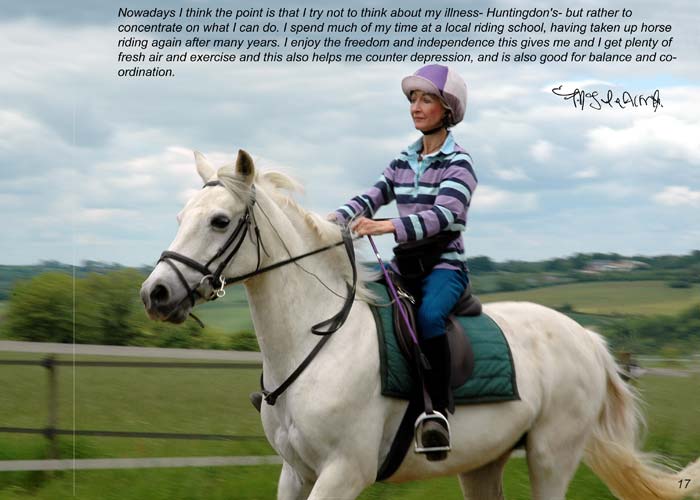 Nowadays I think the point is that I try not to think about my illness- Huntingdon's- but rather to
concentrate on what I can do. I spend much of my time at a local riding school, having taken up horse
riding again after many years. I enjoy the freedom and independence this gives me and I get plenty of
fresh air and exercise and this also helps me counter depression, and is also good for balance and co-
ordination.
17